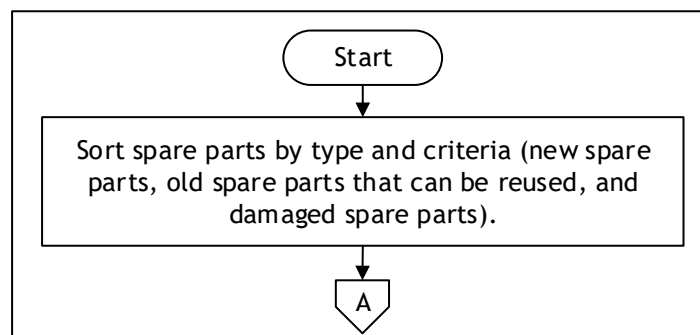 Start
Sort spare parts by type and criteria (new spare
parts, old spare parts that can be reused, and
damaged spare parts).
A